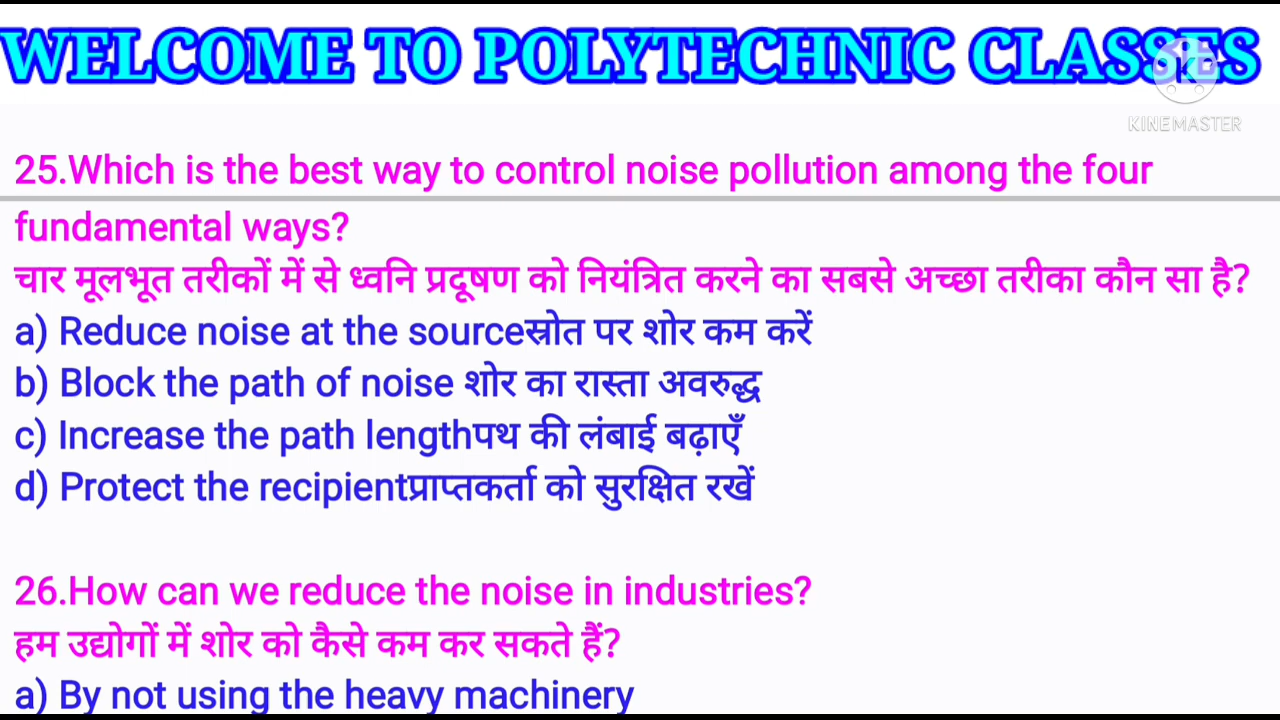 WELCOME TO POLYTECHNIC CLASSES
KINEMASTER
25.Which is the best way to control noise pollution among the four
fundamental ways?
चार मूलभूत तरीकों में से ध्वनि प्रदूषण को नियंत्रित करने का सबसे अच्छा तरीका कौन सा है?
a) Reduce noise at the sourceस्रोत पर शोर कम करें
b) Block the path of noise शोर का रास्ता अवरुद्ध
c) Increase the path lengthपथ की लंबाई बढ़ाएँ
d) Protect the recipientप्राप्तकर्ता को सुरक्षित रखें
26.How can we reduce the noise in industries?
हम उद्योगों में शोर को कैसे कम कर सकते हैं?
a) By not using the heavy machinery